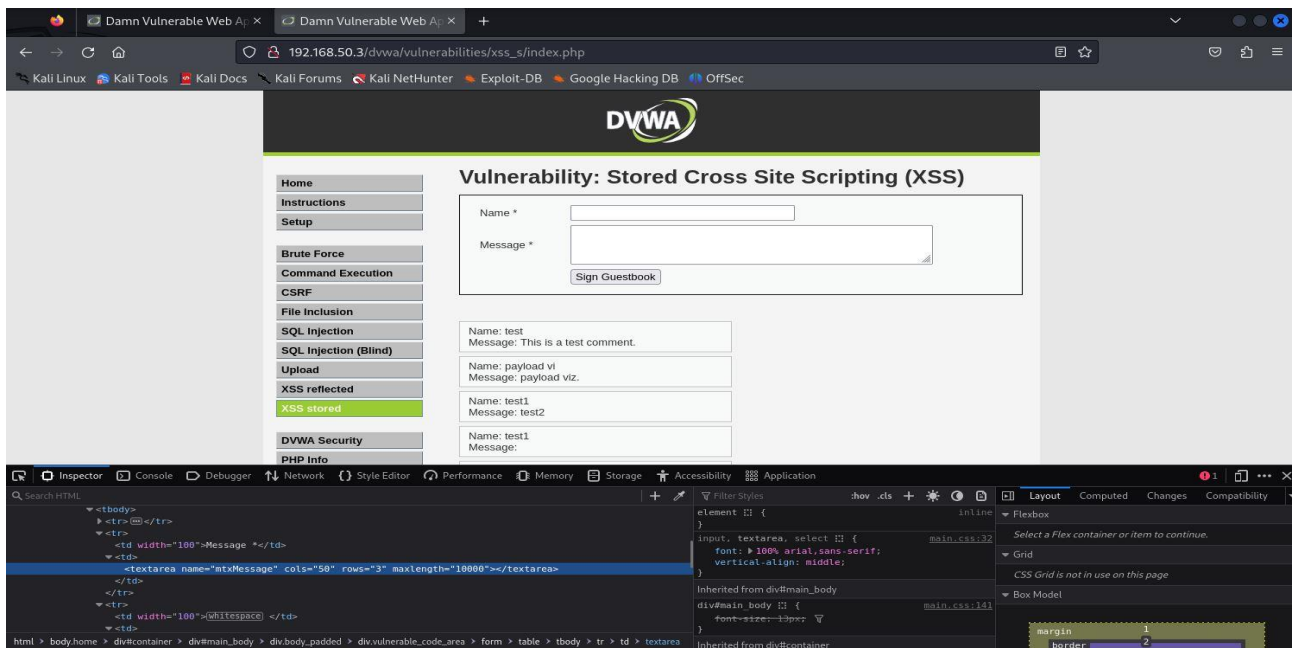 Damn Vulnerable Web Ap
Damn Vulnerable Web Ap
192.168.50.3/dvwa/vulnerabilities/xss_s/index.php
Kali Linux Kali Tools Kali Docs Kali Forums Kali NetHunter Exploit-DB Google Hacking DB OffSec
DVWA
Home
Instructions
Setup
Brute Force
Command Execution
CSRF
File Inclusion
SQL Injection
SQL Injection (Blind)
Upload
XSS reflected
XSS stored
DVWA Security
PHP Info
Vulnerability: Stored Cross Site Scripting (XSS)
Name *
Message *
Sign Guestbook
Name: test
Message: This is a test comment.
Name: payload vi
Message: payload viz.
Name: test1
Message: test2
Name: test1
Message:
Inspector Console Debugger Network {} Style Editor Performance Memory Storage Accessibility Application 1
Search HTML
<tbody>
<tr></tr>
<tr>
<td width="100">Message *</td>
<td>
<textarea name="mtxMessage" cols="50" rows="3" maxlength="10000"></textarea>
</td>
</tr>
<tr>
<td width="100">whitespace </td>
<td>
html > body.home > div#container > div#main_body > div.body_padded > div.vulnerable_code_area > form > table > tbody > tr > td > textarea
Filter Styles :hov .cls +
element { inline
}
input, textarea, select { main.css:32
font: 100% arial,sans-serif;
vertical-align: middle;
}
Inherited from div#main_body
div#main_body { main.css:141
font-size: 13px;
}
Inherited from div#container
Layout Computed Changes Compatibility
Flexbox
Select a Flex container or item to continue.
Grid
CSS Grid is not in use on this page
Box Model
margin 1
border 2